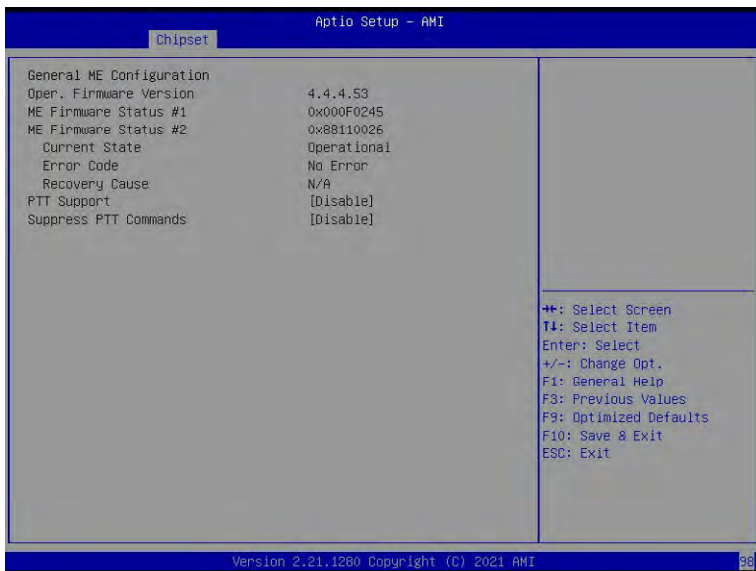 Aptio Setup – AMI
Chipset
General ME Configuration
Oper. Firmware Version 4.4.4.53
ME Firmware Status #1 0x000F0245
ME Firmware Status #2 0x88110026
Current State Operational
Error Code No Error
Recovery Cause N/A
PTT Support [Disable]
Suppress PTT Commands [Disable]
→←: Select Screen
↑↓: Select Item
Enter: Select
+/-: Change Opt.
F1: General Help
F3: Previous Values
F9: Optimized Defaults
F10: Save & Exit
ESC: Exit
Version 2.21.1280 Copyright (C) 2021 AMI
98